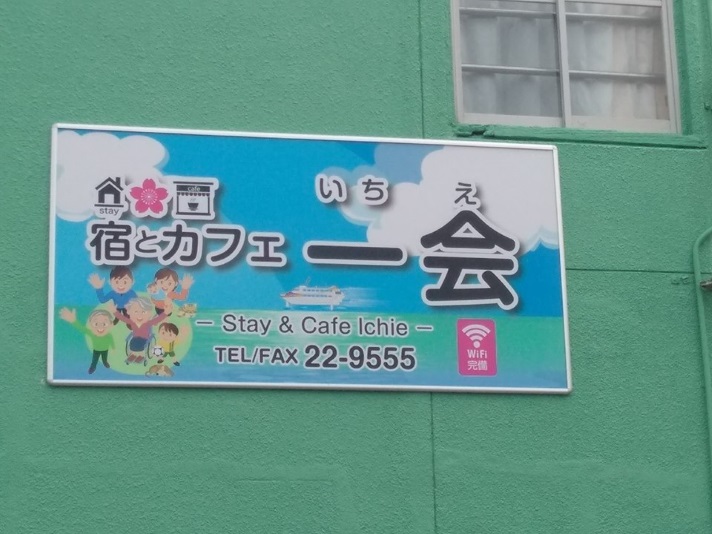 cafe
stay
いちえ
宿とカフェ 一会
− Stay & Cafe Ichie −
TEL/FAX 22-9555
WiFi
完備